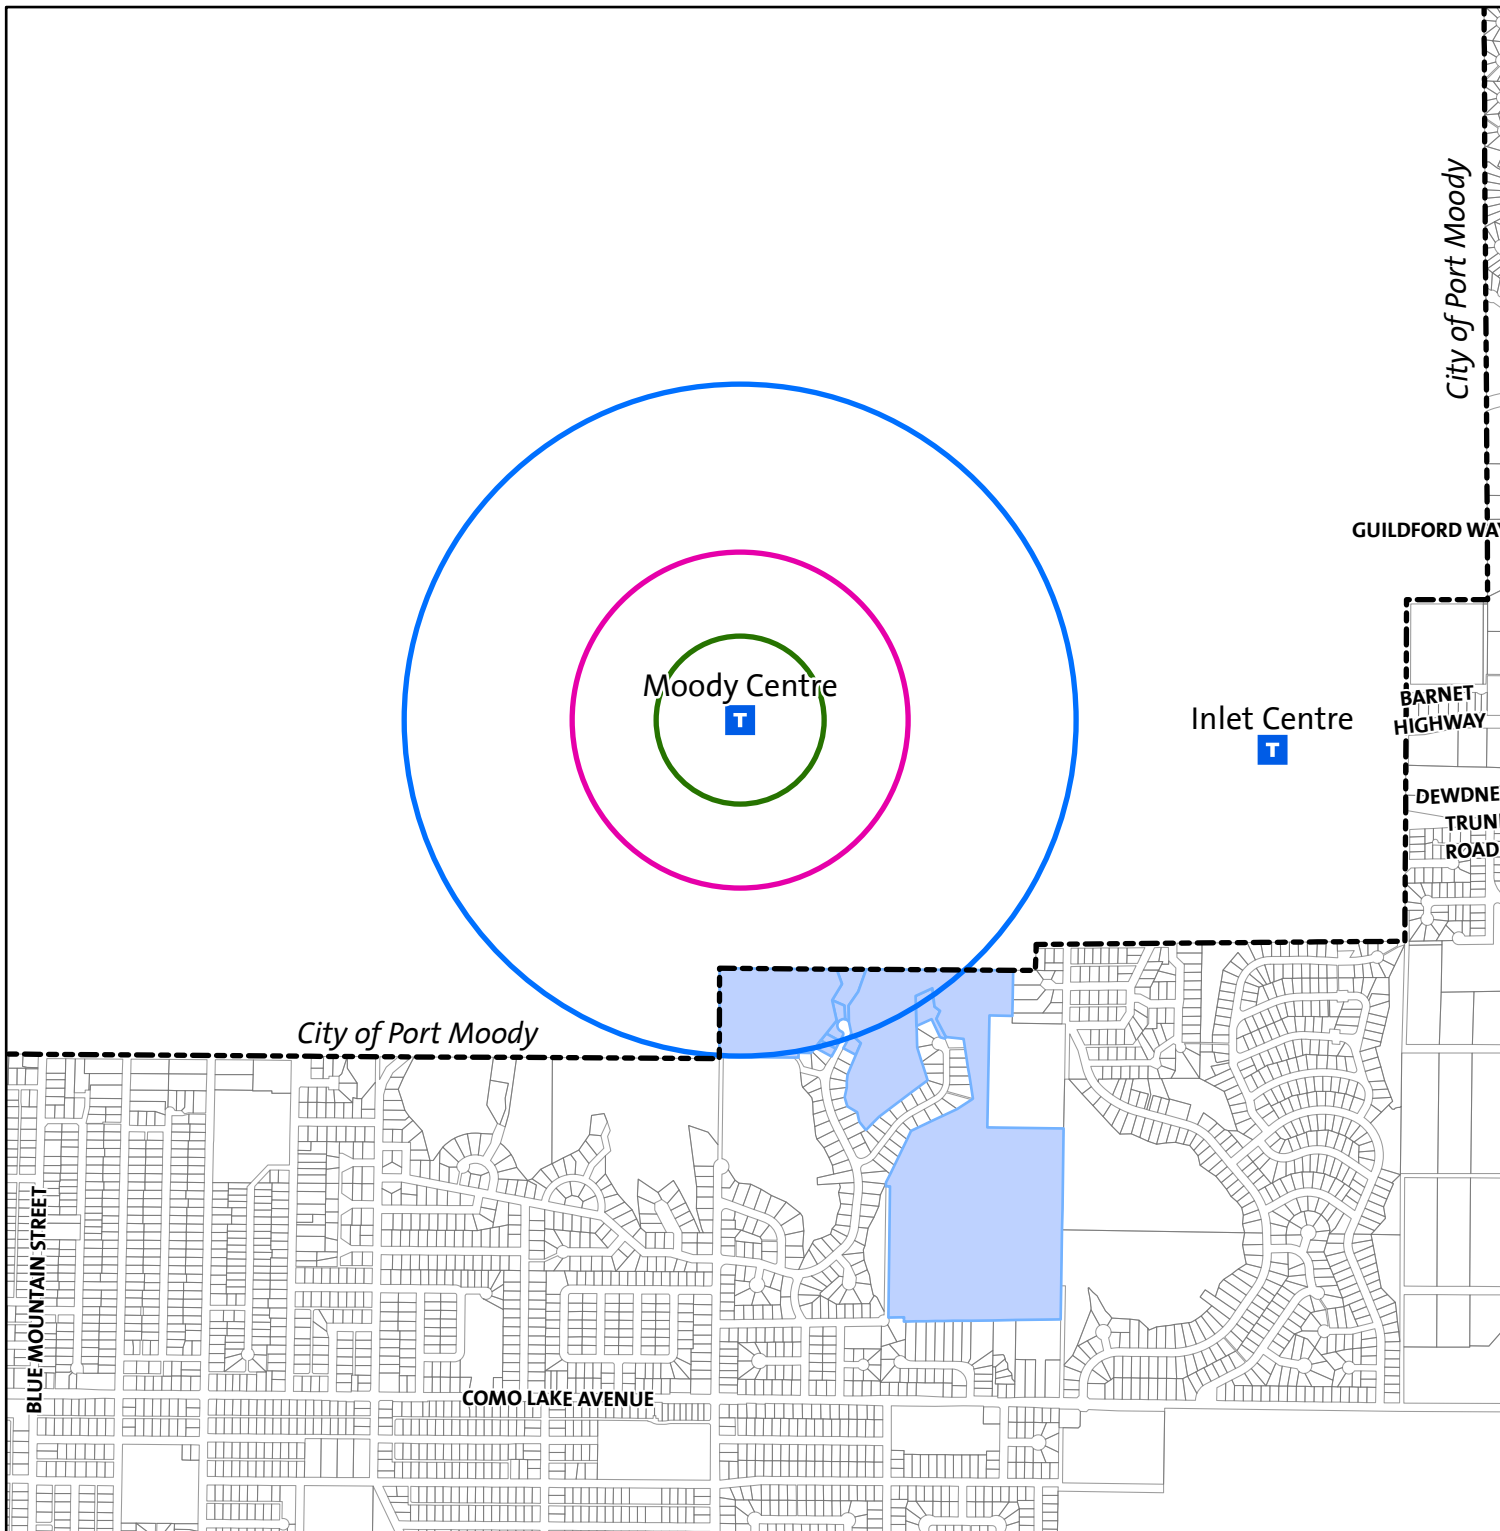 City of Port Moody
GUILDFORD WAY
Moody Centre
T
BARNET
HIGHWAY
Inlet Centre
T
DEWDNE
TRUN
ROAD
City of Port Moody
BLUE MOUNTAIN STREET
COMO LAKE AVENUE